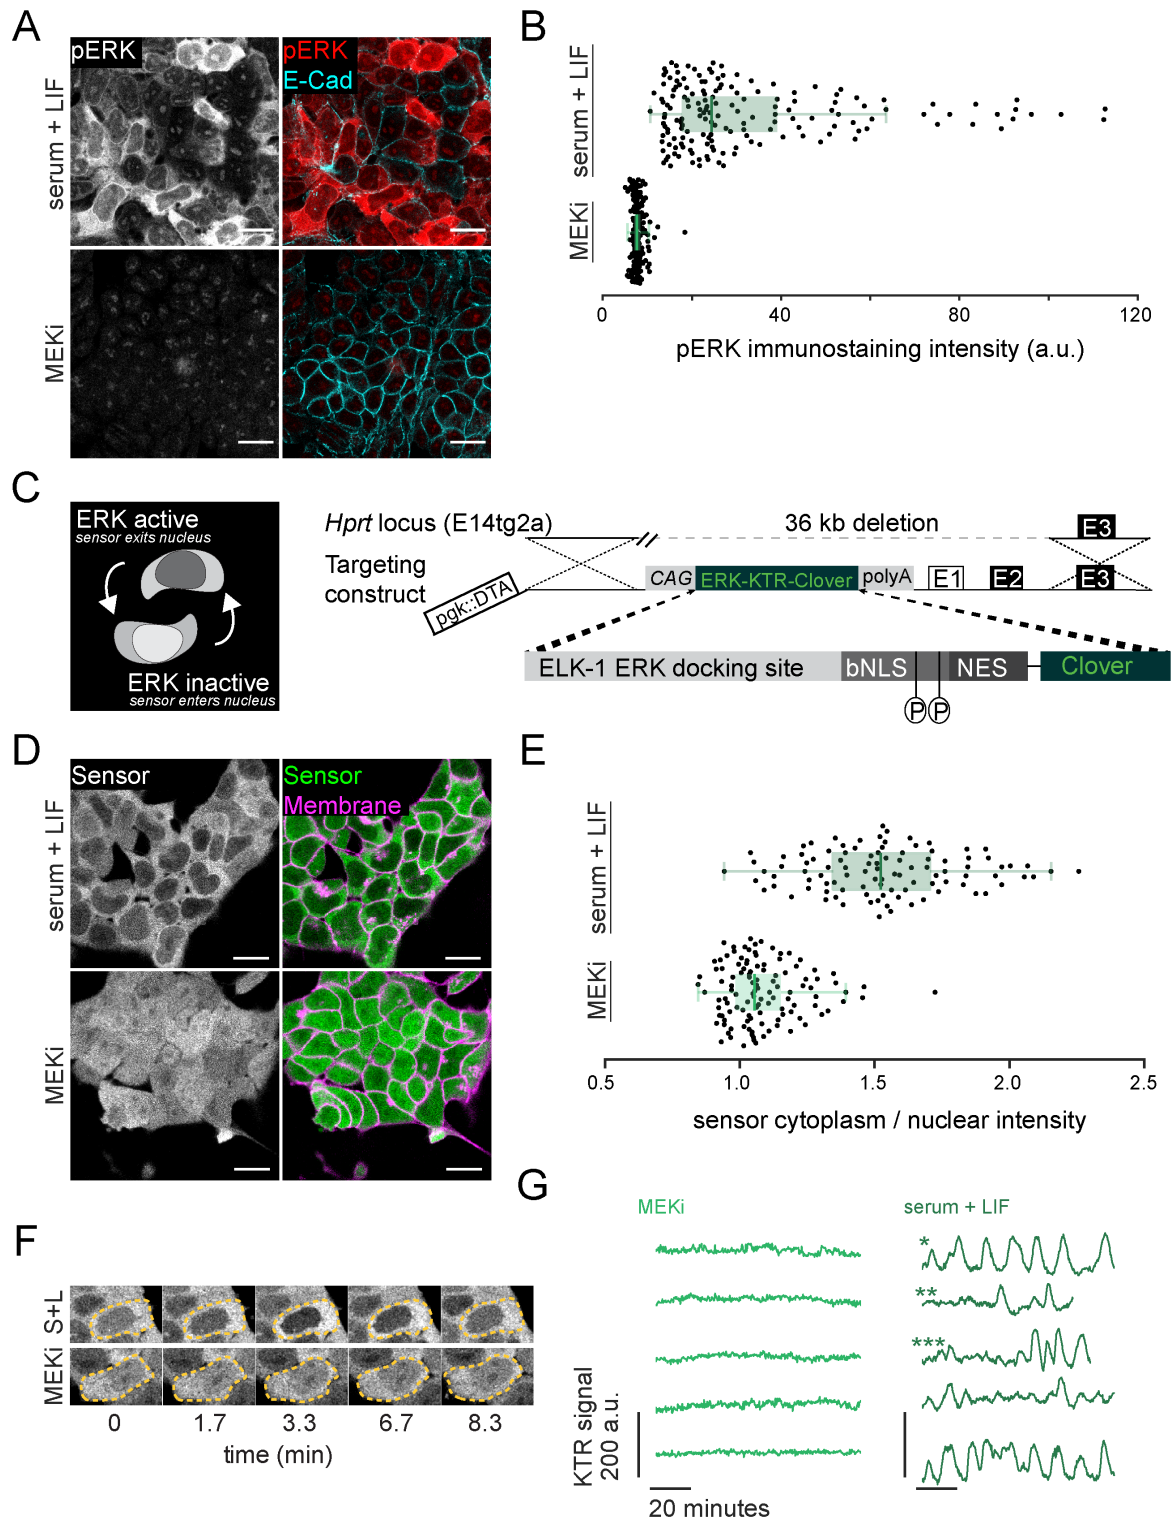 A
pERK
pERK
E-Cad
serum + LIF
MEKi
B
serum + LIF
MEKi
0
40
80
120
pERK immunostaining intensity (a.u.)
C
ERK active
sensor exits nucleus
ERK inactive
sensor enters nucleus
Hprt locus (E14tg2a)
36 kb deletion
E3
Targeting
construct
pgk::DTA
CAG
ERK-KTR-Clover
polyA
E1
E2
E3
ELK-1 ERK docking site
bNLS
NES
Clover
P
P
D
Sensor
Sensor
Membrane
serum + LIF
MEKi
E
serum + LIF
MEKi
0.5
1.0
1.5
2.0
2.5
sensor cytoplasm / nuclear intensity
F
S+L
MEKi
0
1.7
3.3
6.7
8.3
time (min)
G
MEKi
serum + LIF
*
**
***
KTR signal
200 a.u.
20 minutes